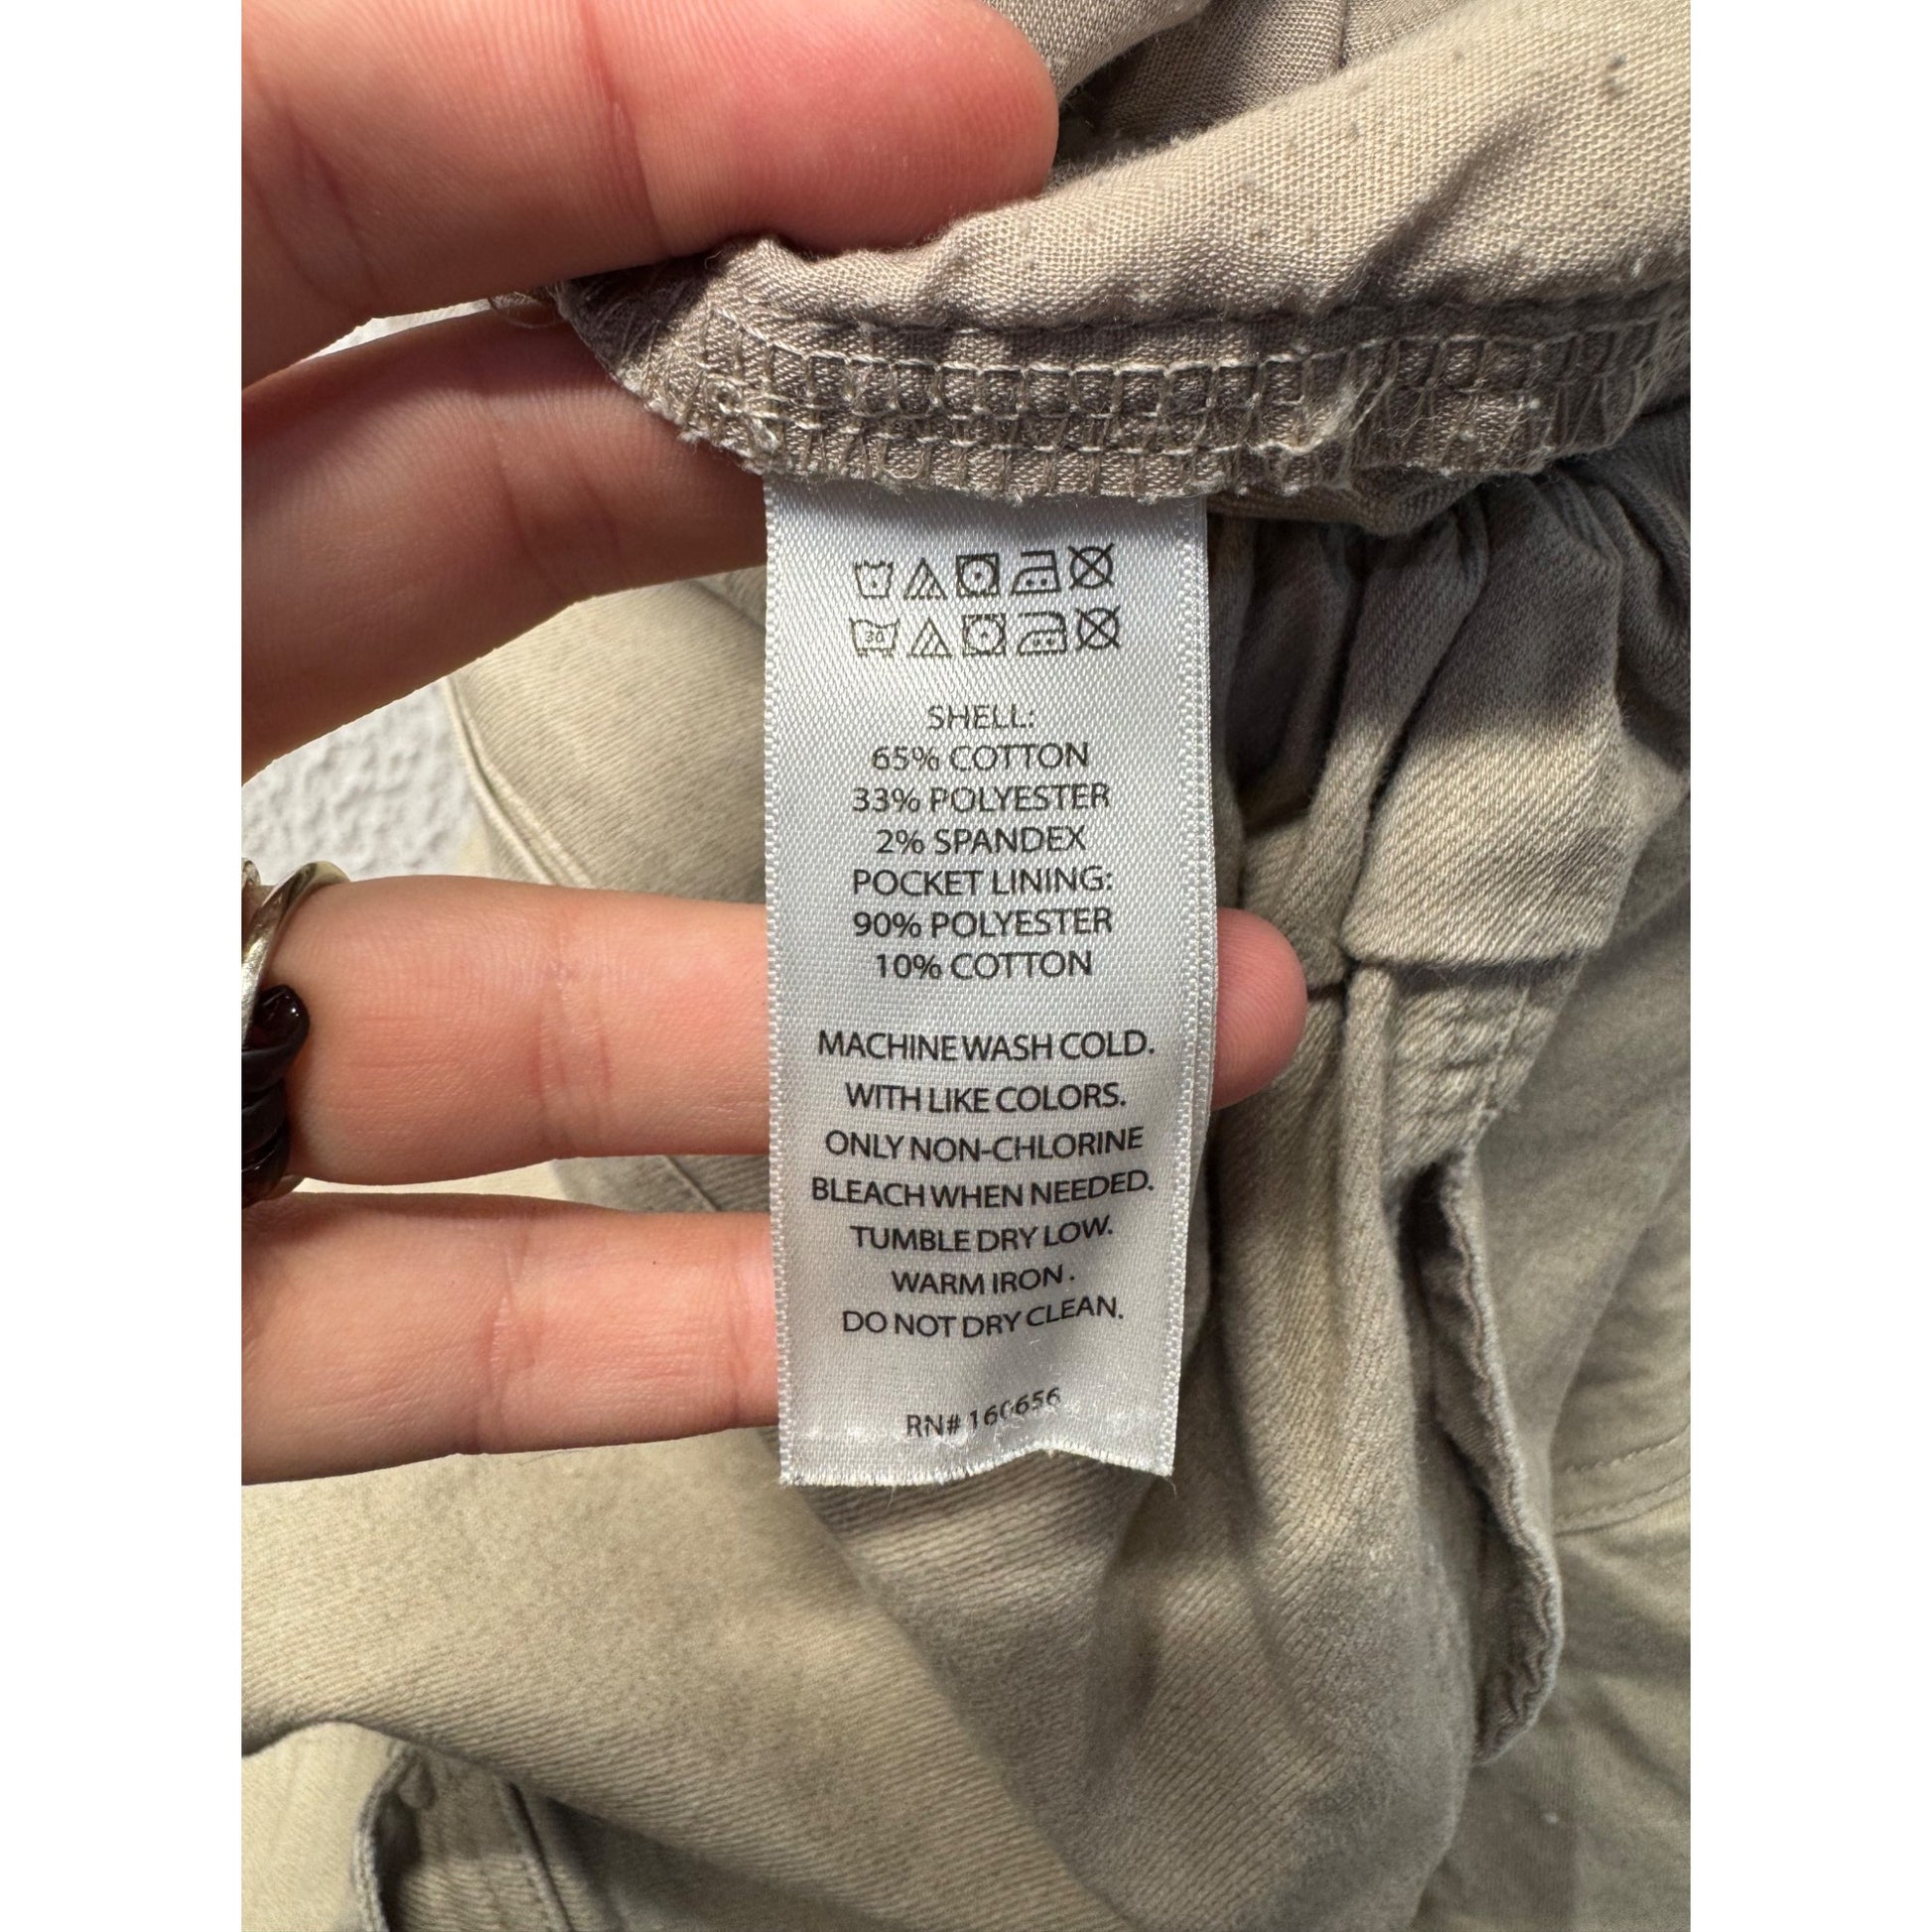 30
SHELL:
65% COTTON
33% POLYESTER
2% SPANDEX
POCKET LINING:
90% POLYESTER
10% COTTON
MACHINE WASH COLD.
WITH LIKE COLORS.
ONLY NON-CHLORINE
BLEACH WHEN NEEDED.
TUMBLE DRY LOW.
WARM IRON.
DO NOT DRY CLEAN.
RN# 160656